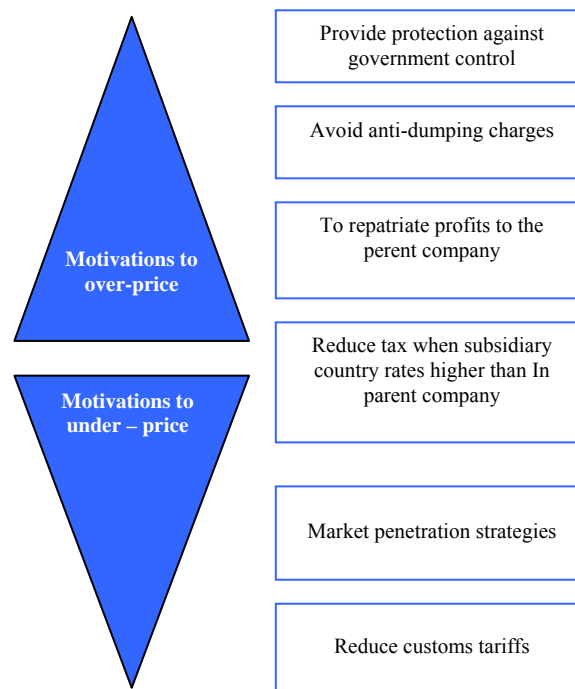 Provide protection against
government control
Avoid anti-dumping charges
To repatriate profits to the
perent company
Motivations to
over-price
Reduce tax when subsidiary
country rates higher than In
parent company
Motivations to
under – price
Market penetration strategies
Reduce customs tariffs